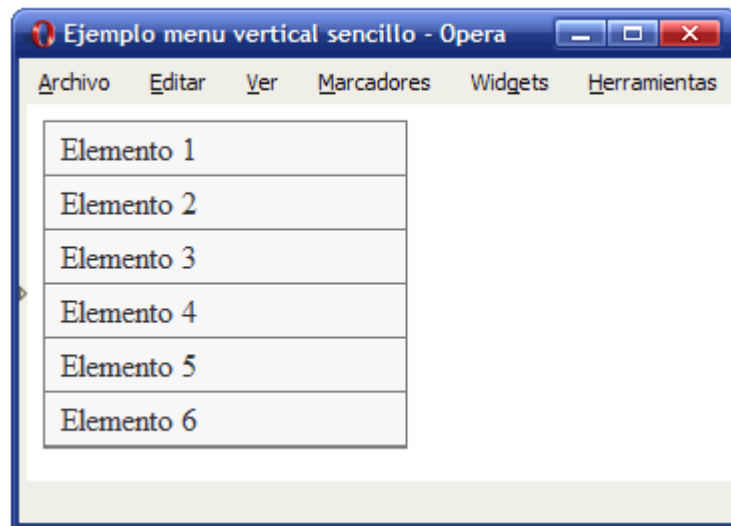 Ejemplo menu vertical sencillo - Opera
Archivo Editar Ver Marcadores Widgets Herramientas
Elemento 1
Elemento 2
Elemento 3
Elemento 4
Elemento 5
Elemento 6